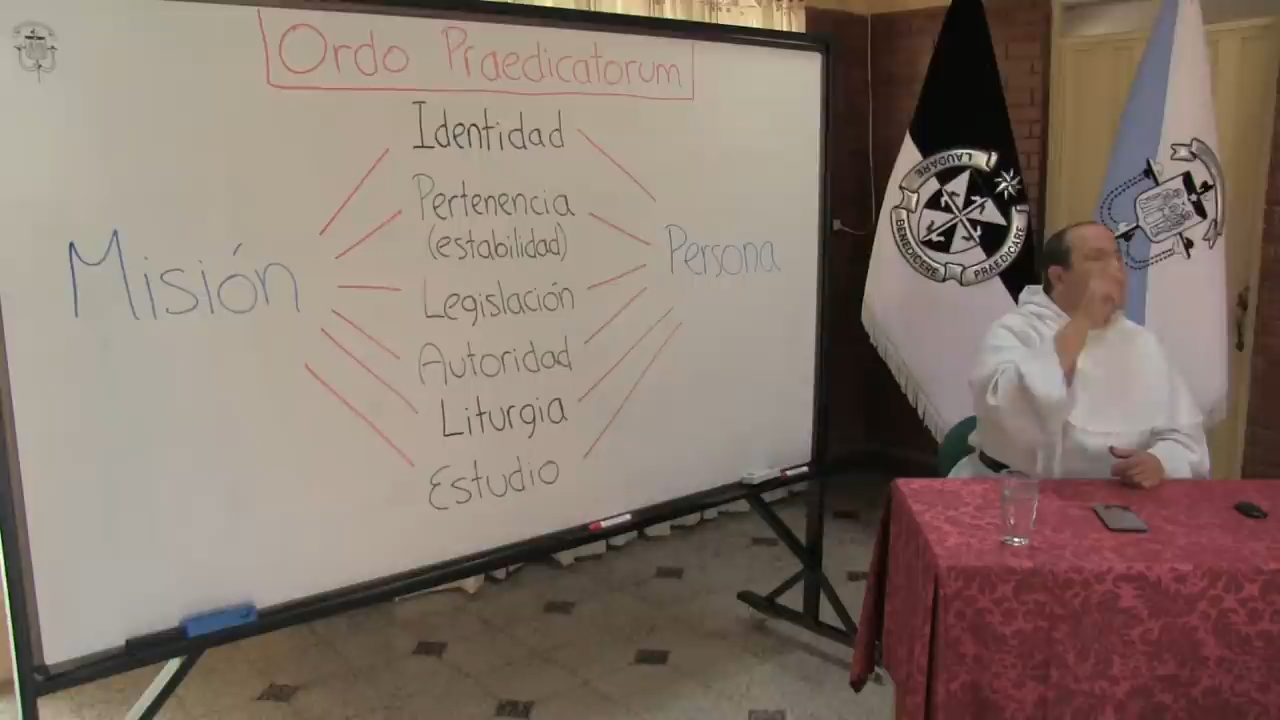 Ordo Praedicatorum
Identidad
Pertenencia
(estabilidad)
Misión
Persona
Legislación
Autoridad
Liturgia
Estudio
LAUDARE
BENEDICERE
PRAEDICARE